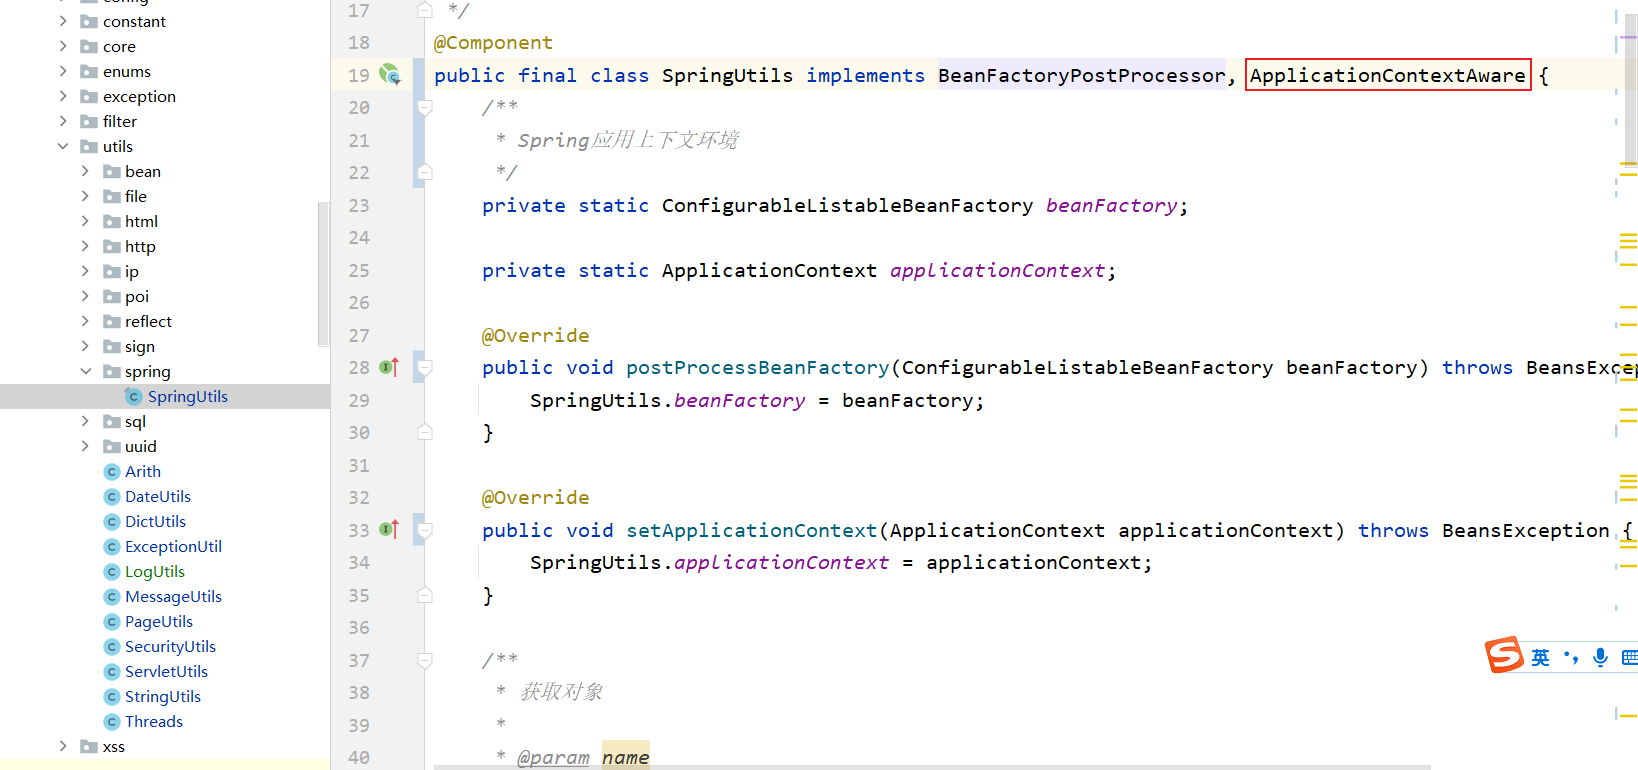 config
constant
core
enums
exception
filter
utils
bean
file
html
http
ip
poi
reflect
sign
spring
SpringUtils
sql
uuid
Arith
DateUtils
DictUtils
ExceptionUtil
LogUtils
MessageUtils
PageUtils
SecurityUtils
ServletUtils
StringUtils
Threads
xss
17 */
18 @Component
19 public final class SpringUtils implements BeanFactoryPostProcessor, ApplicationContextAware {
20 /**
21 * Spring应用上下文环境
22 */
23 private static ConfigurableListableBeanFactory beanFactory;
24
25 private static ApplicationContext applicationContext;
26
27 @Override
28 public void postProcessBeanFactory(ConfigurableListableBeanFactory beanFactory) throws BeansExcep
29 SpringUtils.beanFactory = beanFactory;
30 }
31
32 @Override
33 public void setApplicationContext(ApplicationContext applicationContext) throws BeansException {
34 SpringUtils.applicationContext = applicationContext;
35 }
36
37 /**
38 * 获取对象
39 *
40 * @param name
英